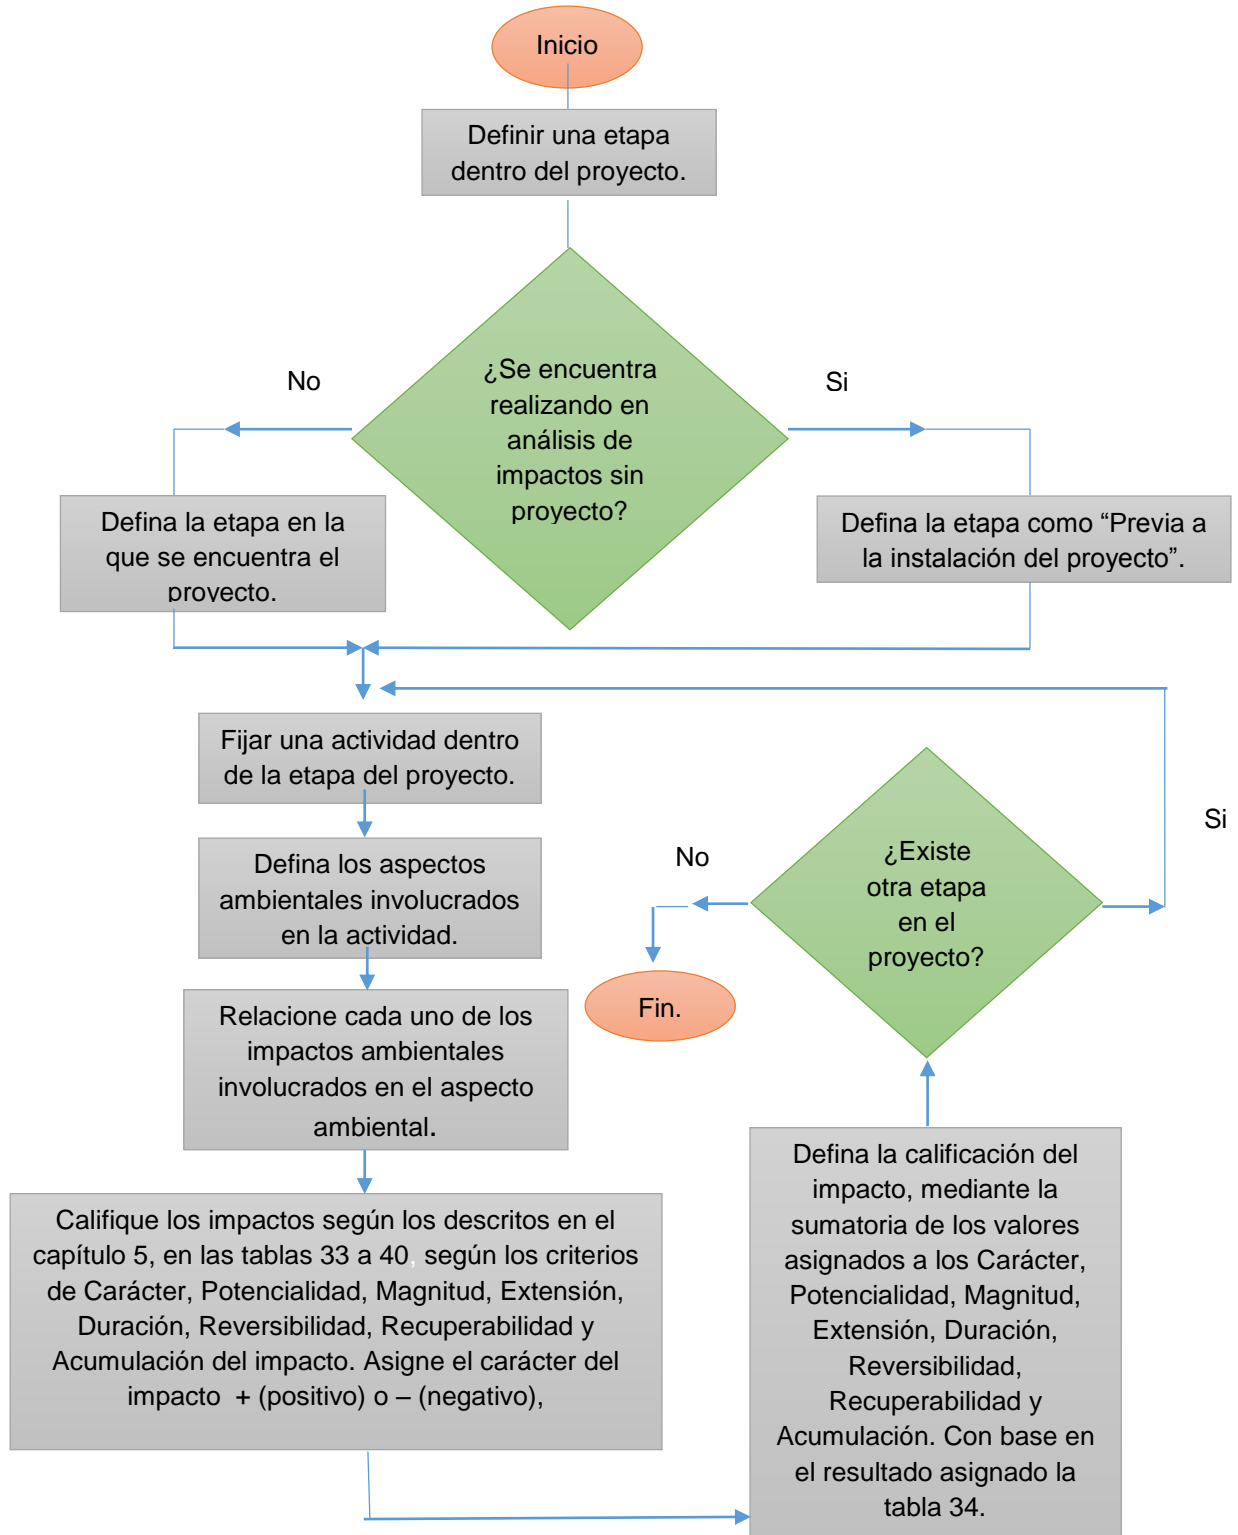 Inicio
Definir una etapa
dentro del proyecto.
¿Se encuentra
realizando en
análisis de
impactos sin
proyecto?
No
Si
Defina la etapa en la
que se encuentra el
proyecto.
Defina la etapa como “Previa a
la instalación del proyecto”.
Fijar una actividad dentro
de la etapa del proyecto.
Defina los aspectos
ambientales involucrados
en la actividad.
Relacione cada uno de los
impactos ambientales
involucrados en el aspecto
ambiental.
Califique los impactos según los descritos en el
capítulo 5, en las tablas 33 a 40, según los criterios
de Carácter, Potencialidad, Magnitud, Extensión,
Duración, Reversibilidad, Recuperabilidad y
Acumulación del impacto. Asigne el carácter del
impacto + (positivo) o – (negativo),
Defina la calificación del
impacto, mediante la
sumatoria de los valores
asignados a los Carácter,
Potencialidad, Magnitud,
Extensión, Duración,
Reversibilidad,
Recuperabilidad y
Acumulación. Con base en
el resultado asignado la
tabla 34.
¿Existe
otra etapa
en el
proyecto?
No
Si
Fin.